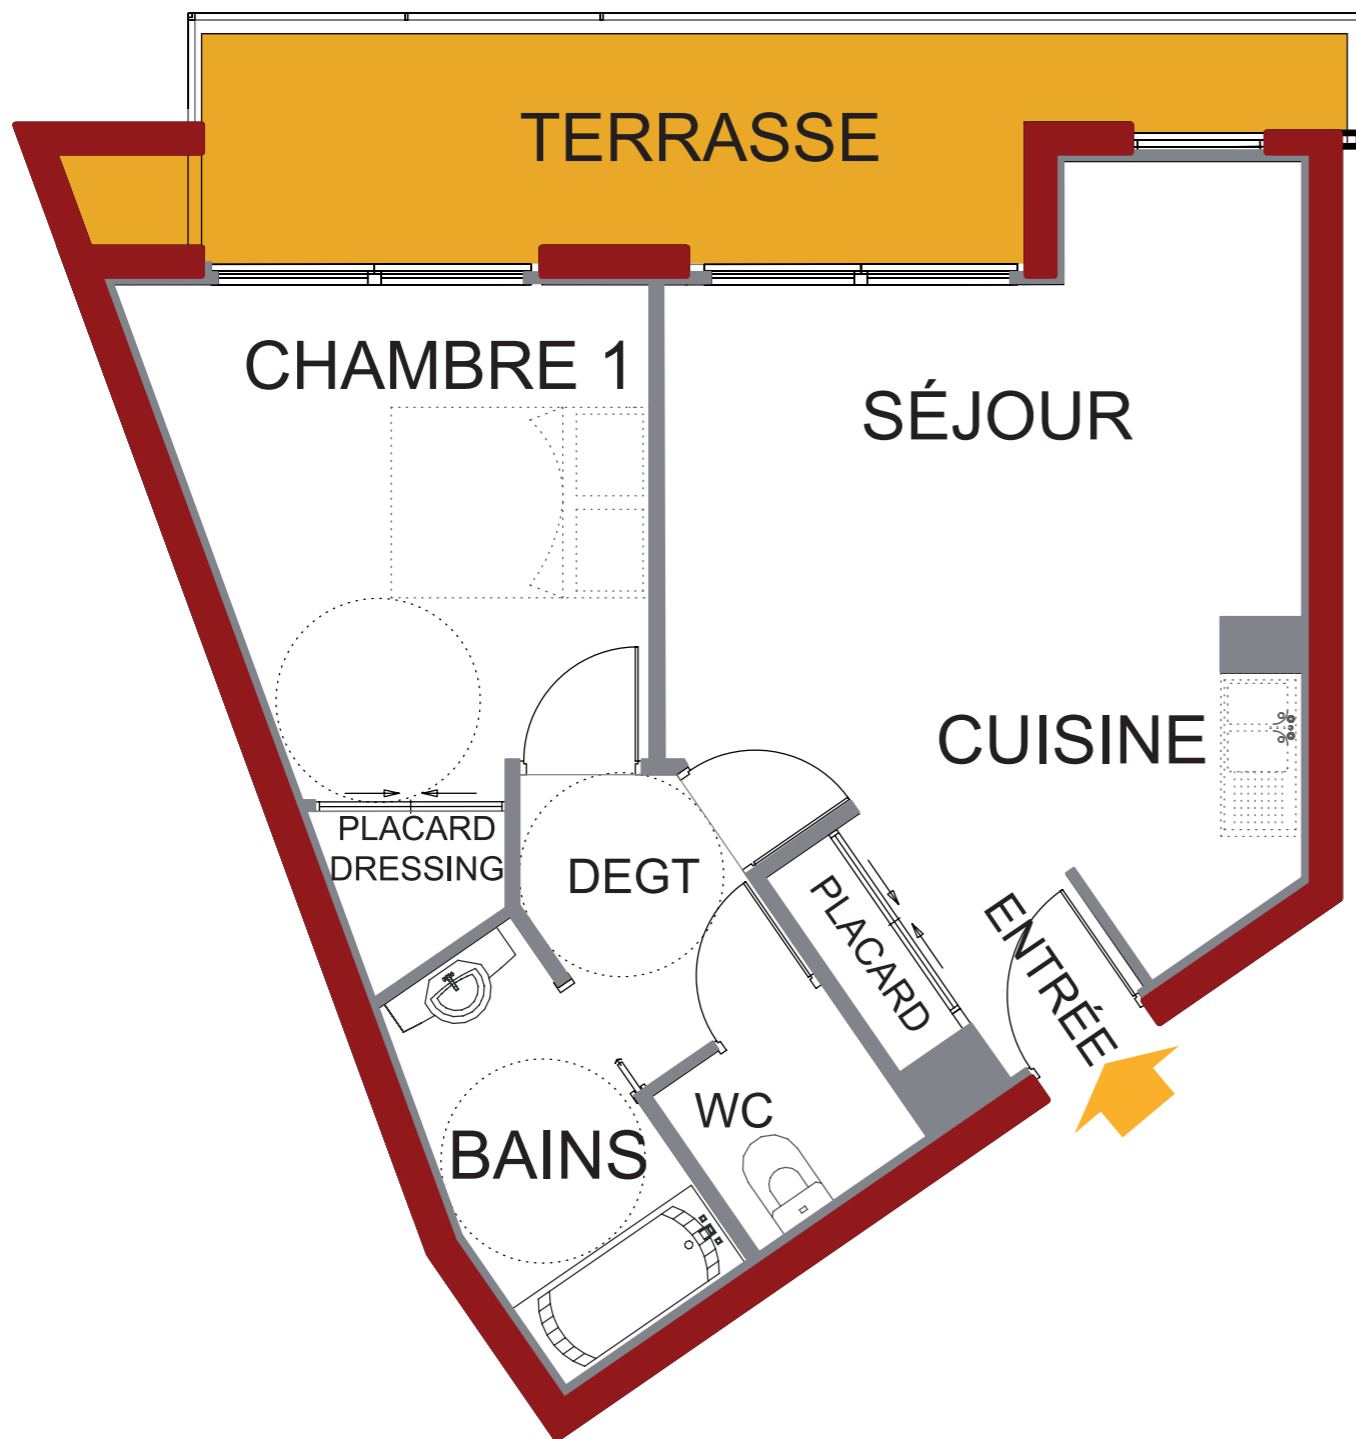 TERRASSE
CHAMBRE 1
SÉJOUR
CUISINE
PLACARD
DRESSING
DEGT
PLACARD
ENTRÉE
WC
BAINS